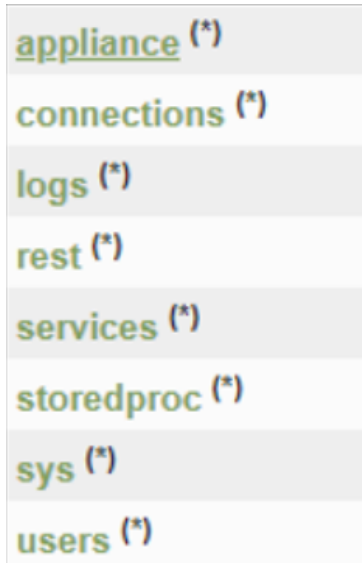 appliance (*)
connections (*)
logs (*)
rest (*)
services (*)
storedproc (*)
sys (*)
users (*)